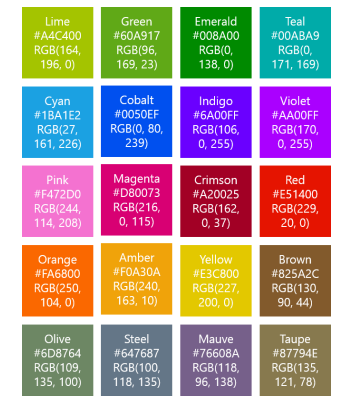 Lime
#A4C400
RGB(164,
196, 0)
Green
#60A917
RGB(96,
169, 23)
Emerald
#008A00
RGB(0,
138, 0)
Teal
#00ABA9
RGB(0,
171, 169)
Cyan
#1BA1E2
RGB(27,
161, 226)
Cobalt
#0050EF
RGB(0, 80,
239)
Indigo
#6A00FF
RGB(106,
0, 255)
Violet
#AA00FF
RGB(170,
0, 255)
Pink
#F472D0
RGB(244,
114, 208)
Magenta
#D80073
RGB(216,
0, 115)
Crimson
#A20025
RGB(162,
0, 37)
Red
#E51400
RGB(229,
20, 0)
Orange
#FA6800
RGB(250,
104, 0)
Amber
#F0A30A
RGB(240,
163, 10)
Yellow
#E3C800
RGB(227,
200, 0)
Brown
#825A2C
RGB(130,
90, 44)
Olive
#6D8764
RGB(109,
135, 100)
Steel
#647687
RGB(100,
118, 135)
Mauve
#76608A
RGB(118,
96, 138)
Taupe
#87794E
RGB(135,
121, 78)